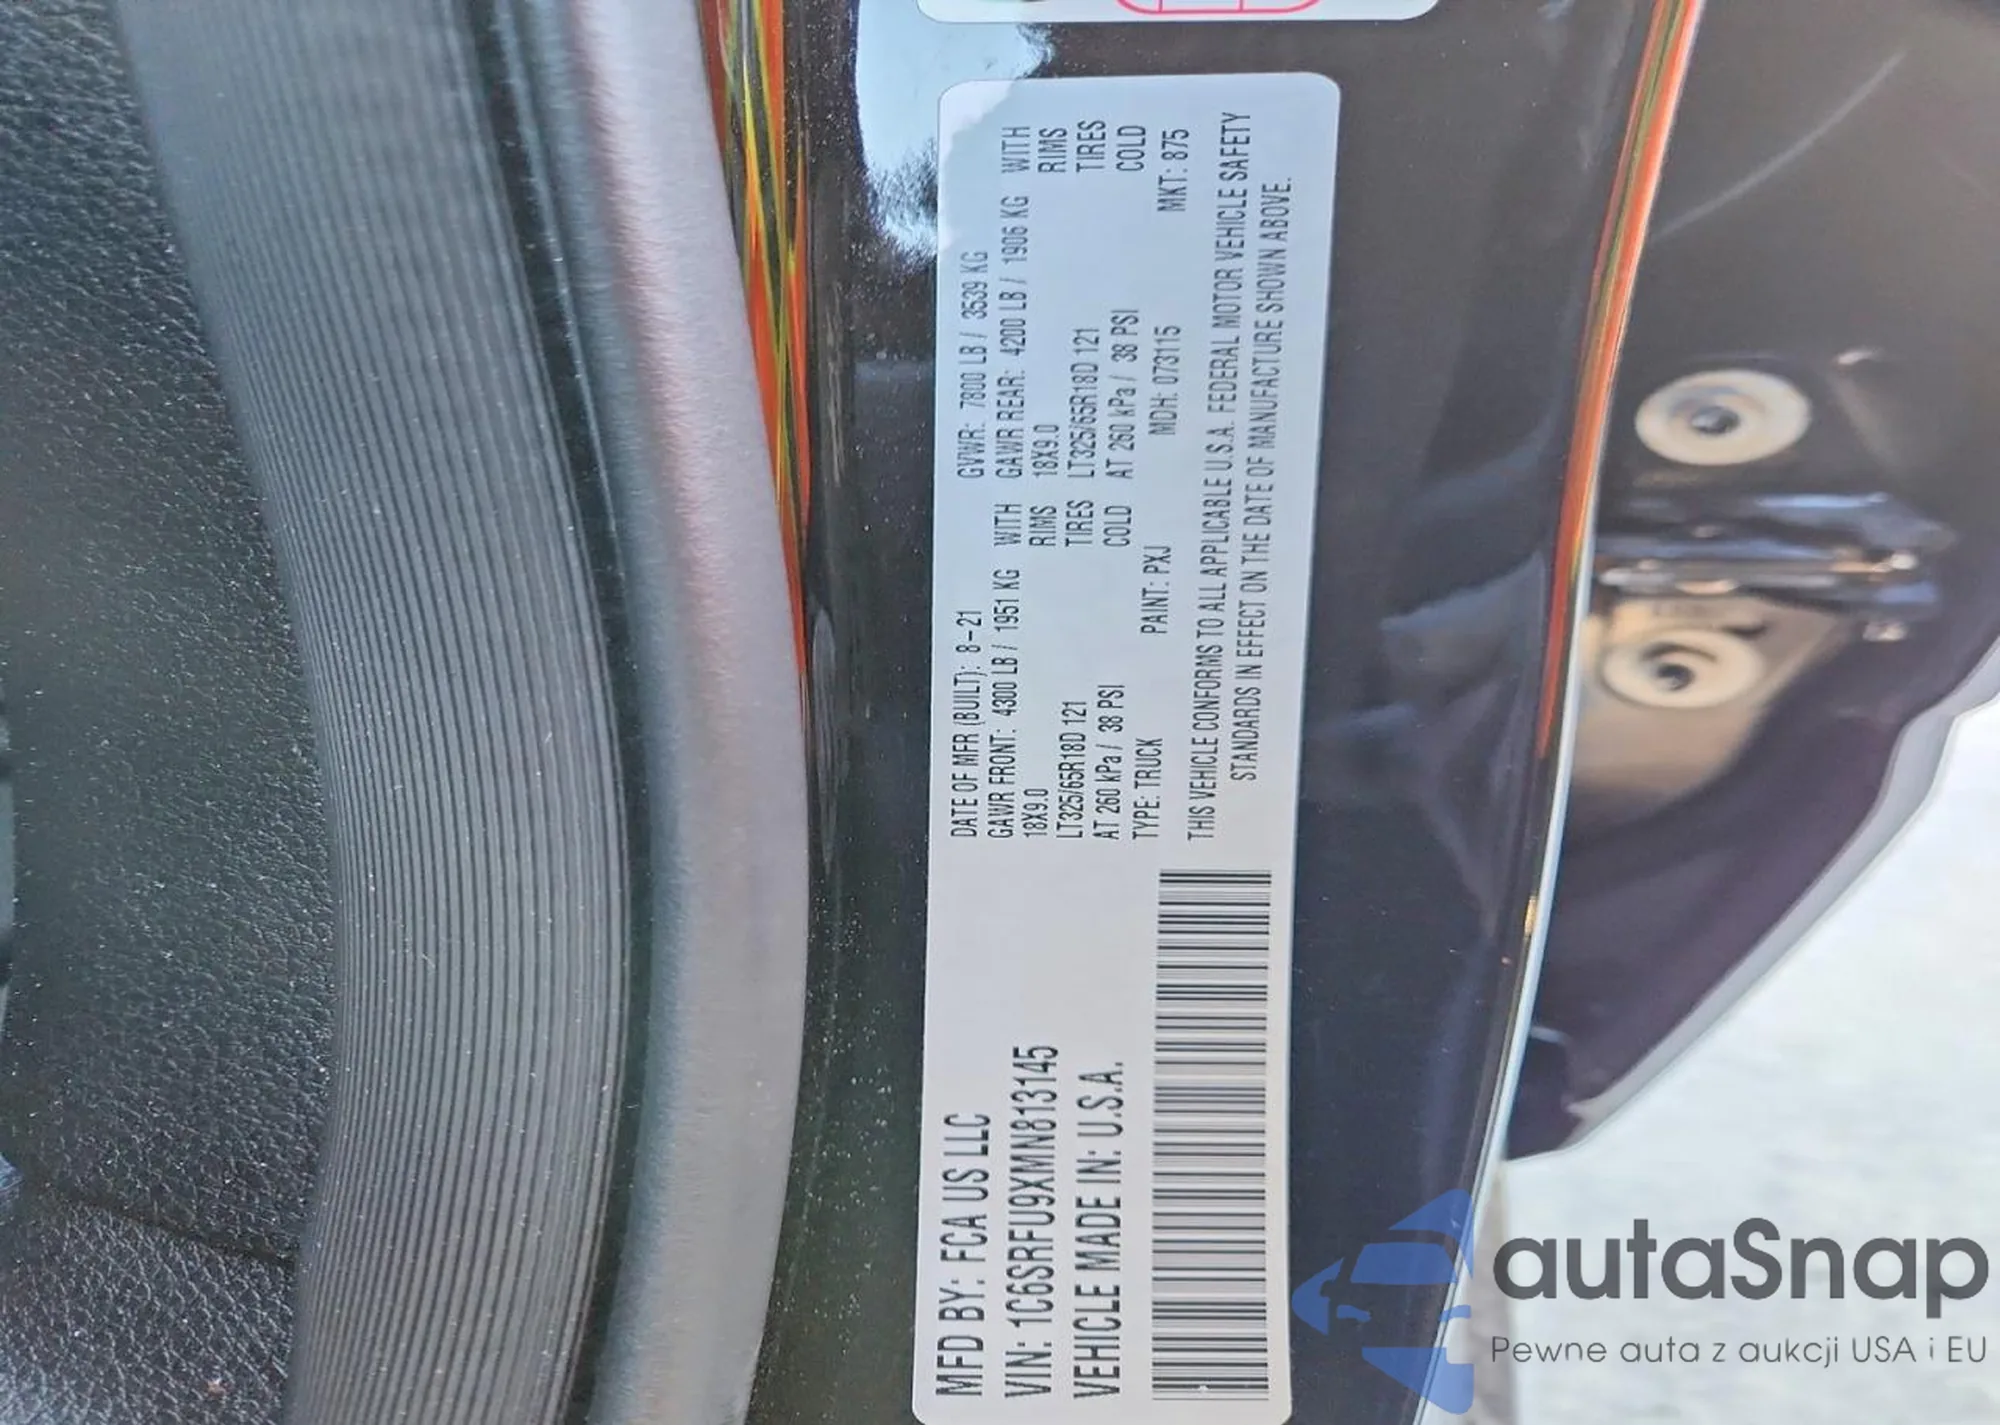 MFD BY: FCA US LLC
VIN: 1C6SRFU9XMN813145
VEHICLE MADE IN: U.S.A.
DATE OF MFR (BUILT): 8-21 GVWR: 7800 LB / 3539 KG
GAWR FRONT: 4300 LB / 1951 KG WITH GAWR REAR: 4200 LB / 1906 KG WITH
18X9.0 RIMS 18X9.0 RIMS
LT325/65R18D 121 TIRES LT325/65R18D 121 TIRES
AT 260 kPa / 38 PSI COLD AT 260 kPa / 38 PSI COLD
TYPE: TRUCK PAINT: PXJ MDH: 073115 MKT: 875
THIS VEHICLE CONFORMS TO ALL APPLICABLE U.S.A. FEDERAL MOTOR VEHICLE SAFETY
STANDARDS IN EFFECT ON THE DATE OF MANUFACTURE SHOWN ABOVE.
autaSnap
Pewne auta z aukcji USA i EU